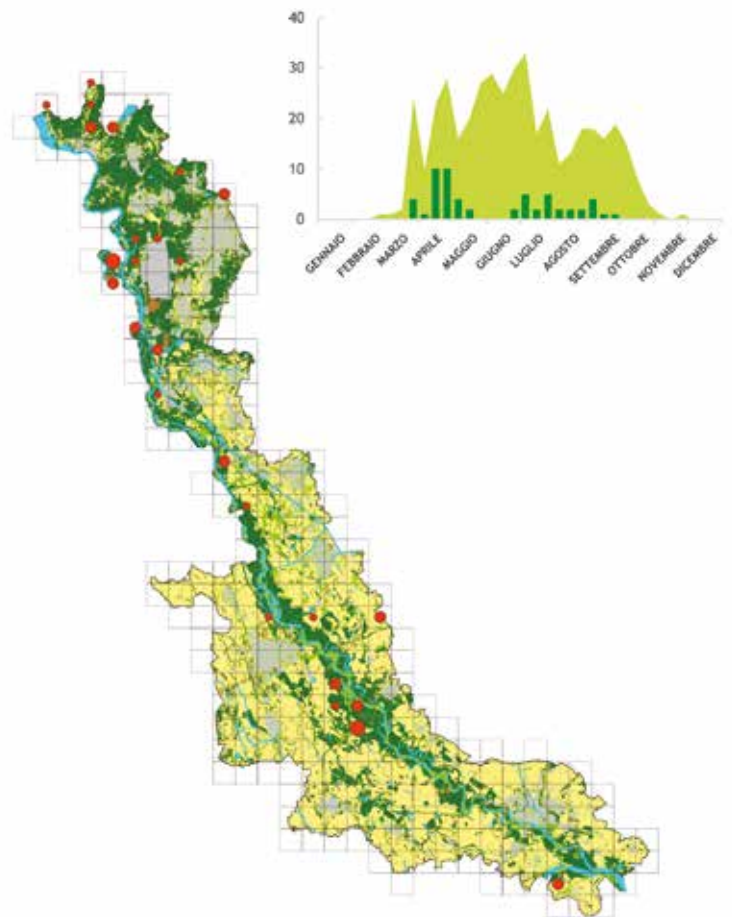 40
30
20
10
0
GENNAIO
FEBBRAIO
MARZO
APRILE
MAGGIO
GIUGNO
LUGLIO
AGOSTO
SETTEMBRE
OTTOBRE
NOVEMBRE
DICEMBRE